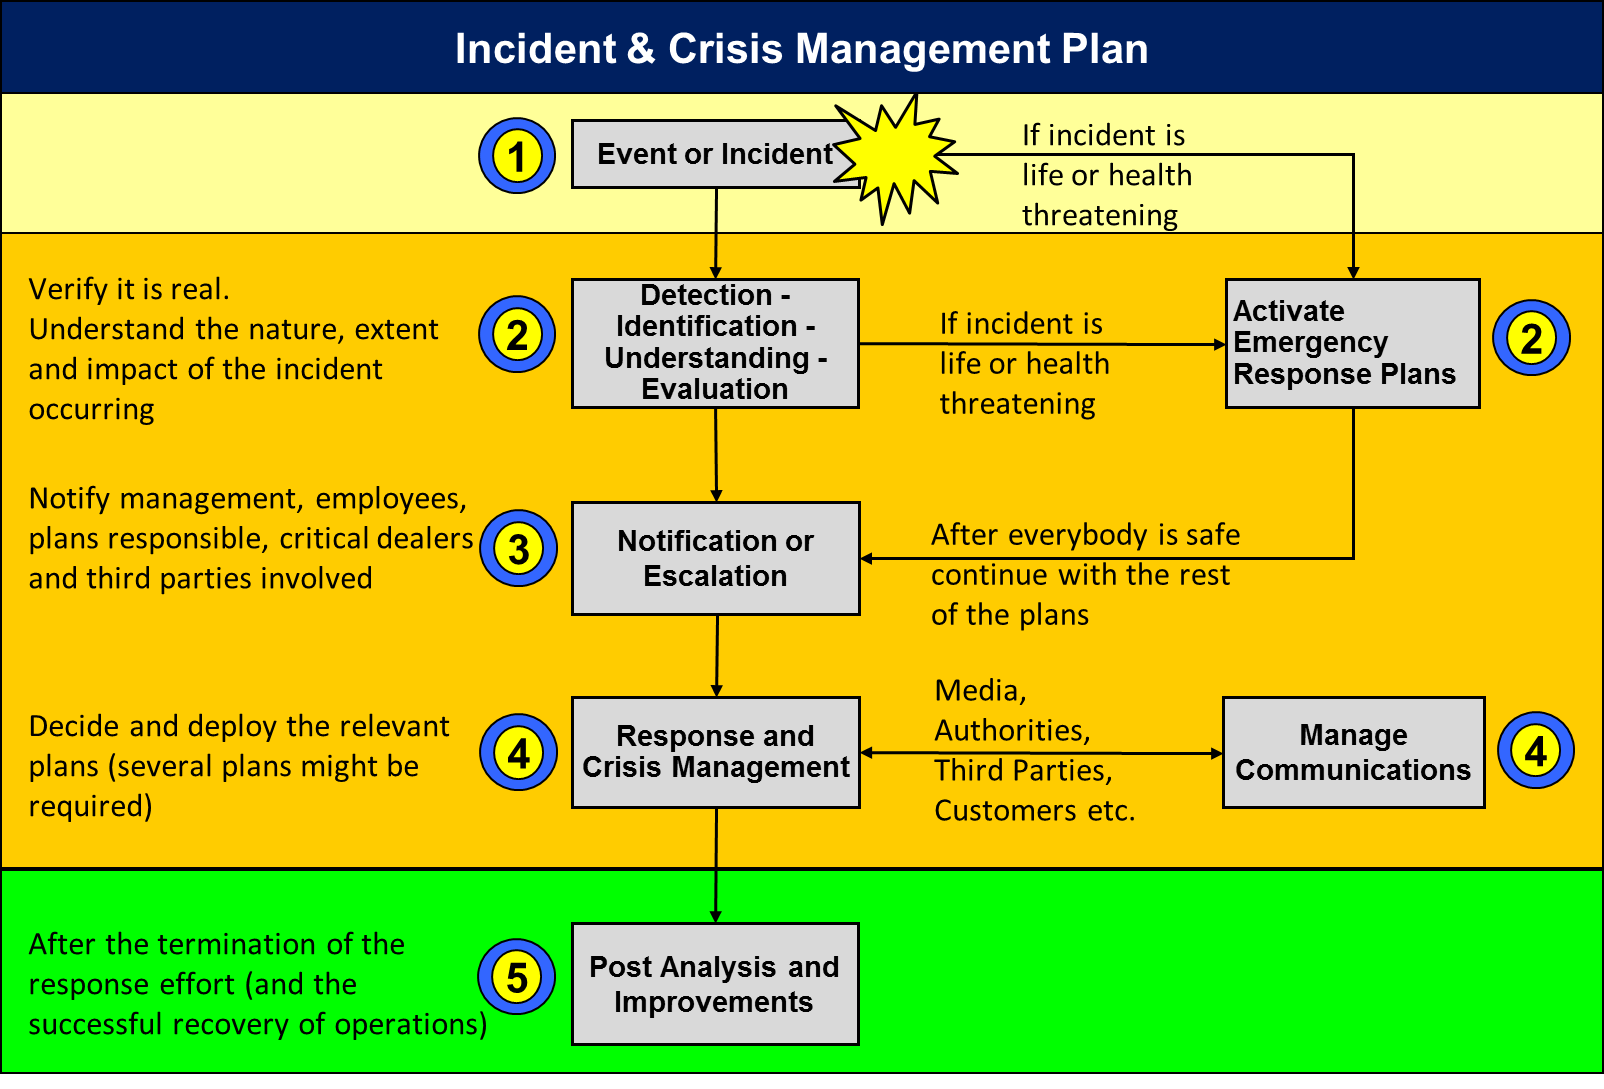 Incident & Crisis Management Plan
1
Event or Incident
If incident is
life or health
threatening
Verify it is real.
Understand the nature, extent
and impact of the incident
occurring
2
Detection -
Identification -
Understanding -
Evaluation
If incident is
life or health
threatening
Activate
Emergency
Response Plans
2
Notify management, employees,
plans responsible, critical dealers
and third parties involved
3
Notification or
Escalation
After everybody is safe
continue with the rest
of the plans
Decide and deploy the relevant
plans (several plans might be
required)
4
Response and
Crisis Management
Media,
Authorities,
Third Parties,
Customers etc.
Manage
Communications
4
After the termination of the
response effort (and the
successful recovery of operations)
5
Post Analysis and
Improvements